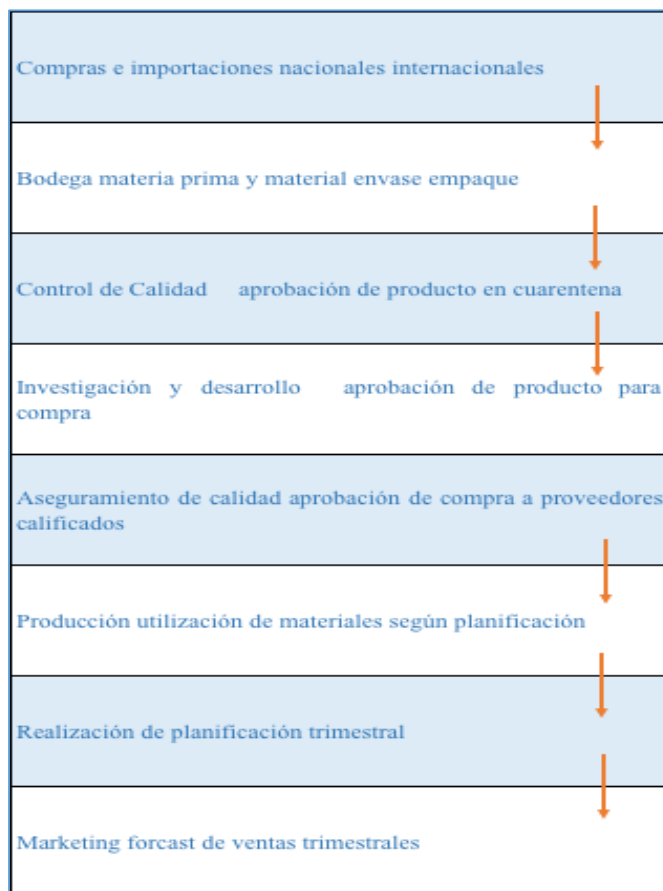 Compras e importaciones nacionales internacionales
Bodega materia prima y material envase empaque
Control de Calidad aprobación de producto en cuarentena
Investigación y desarrollo aprobación de producto para
compra
Aseguramiento de calidad aprobación de compra a proveedores
calificados
Producción utilización de materiales según planificación
Realización de planificación trimestral
Marketing forcast de ventas trimestrales